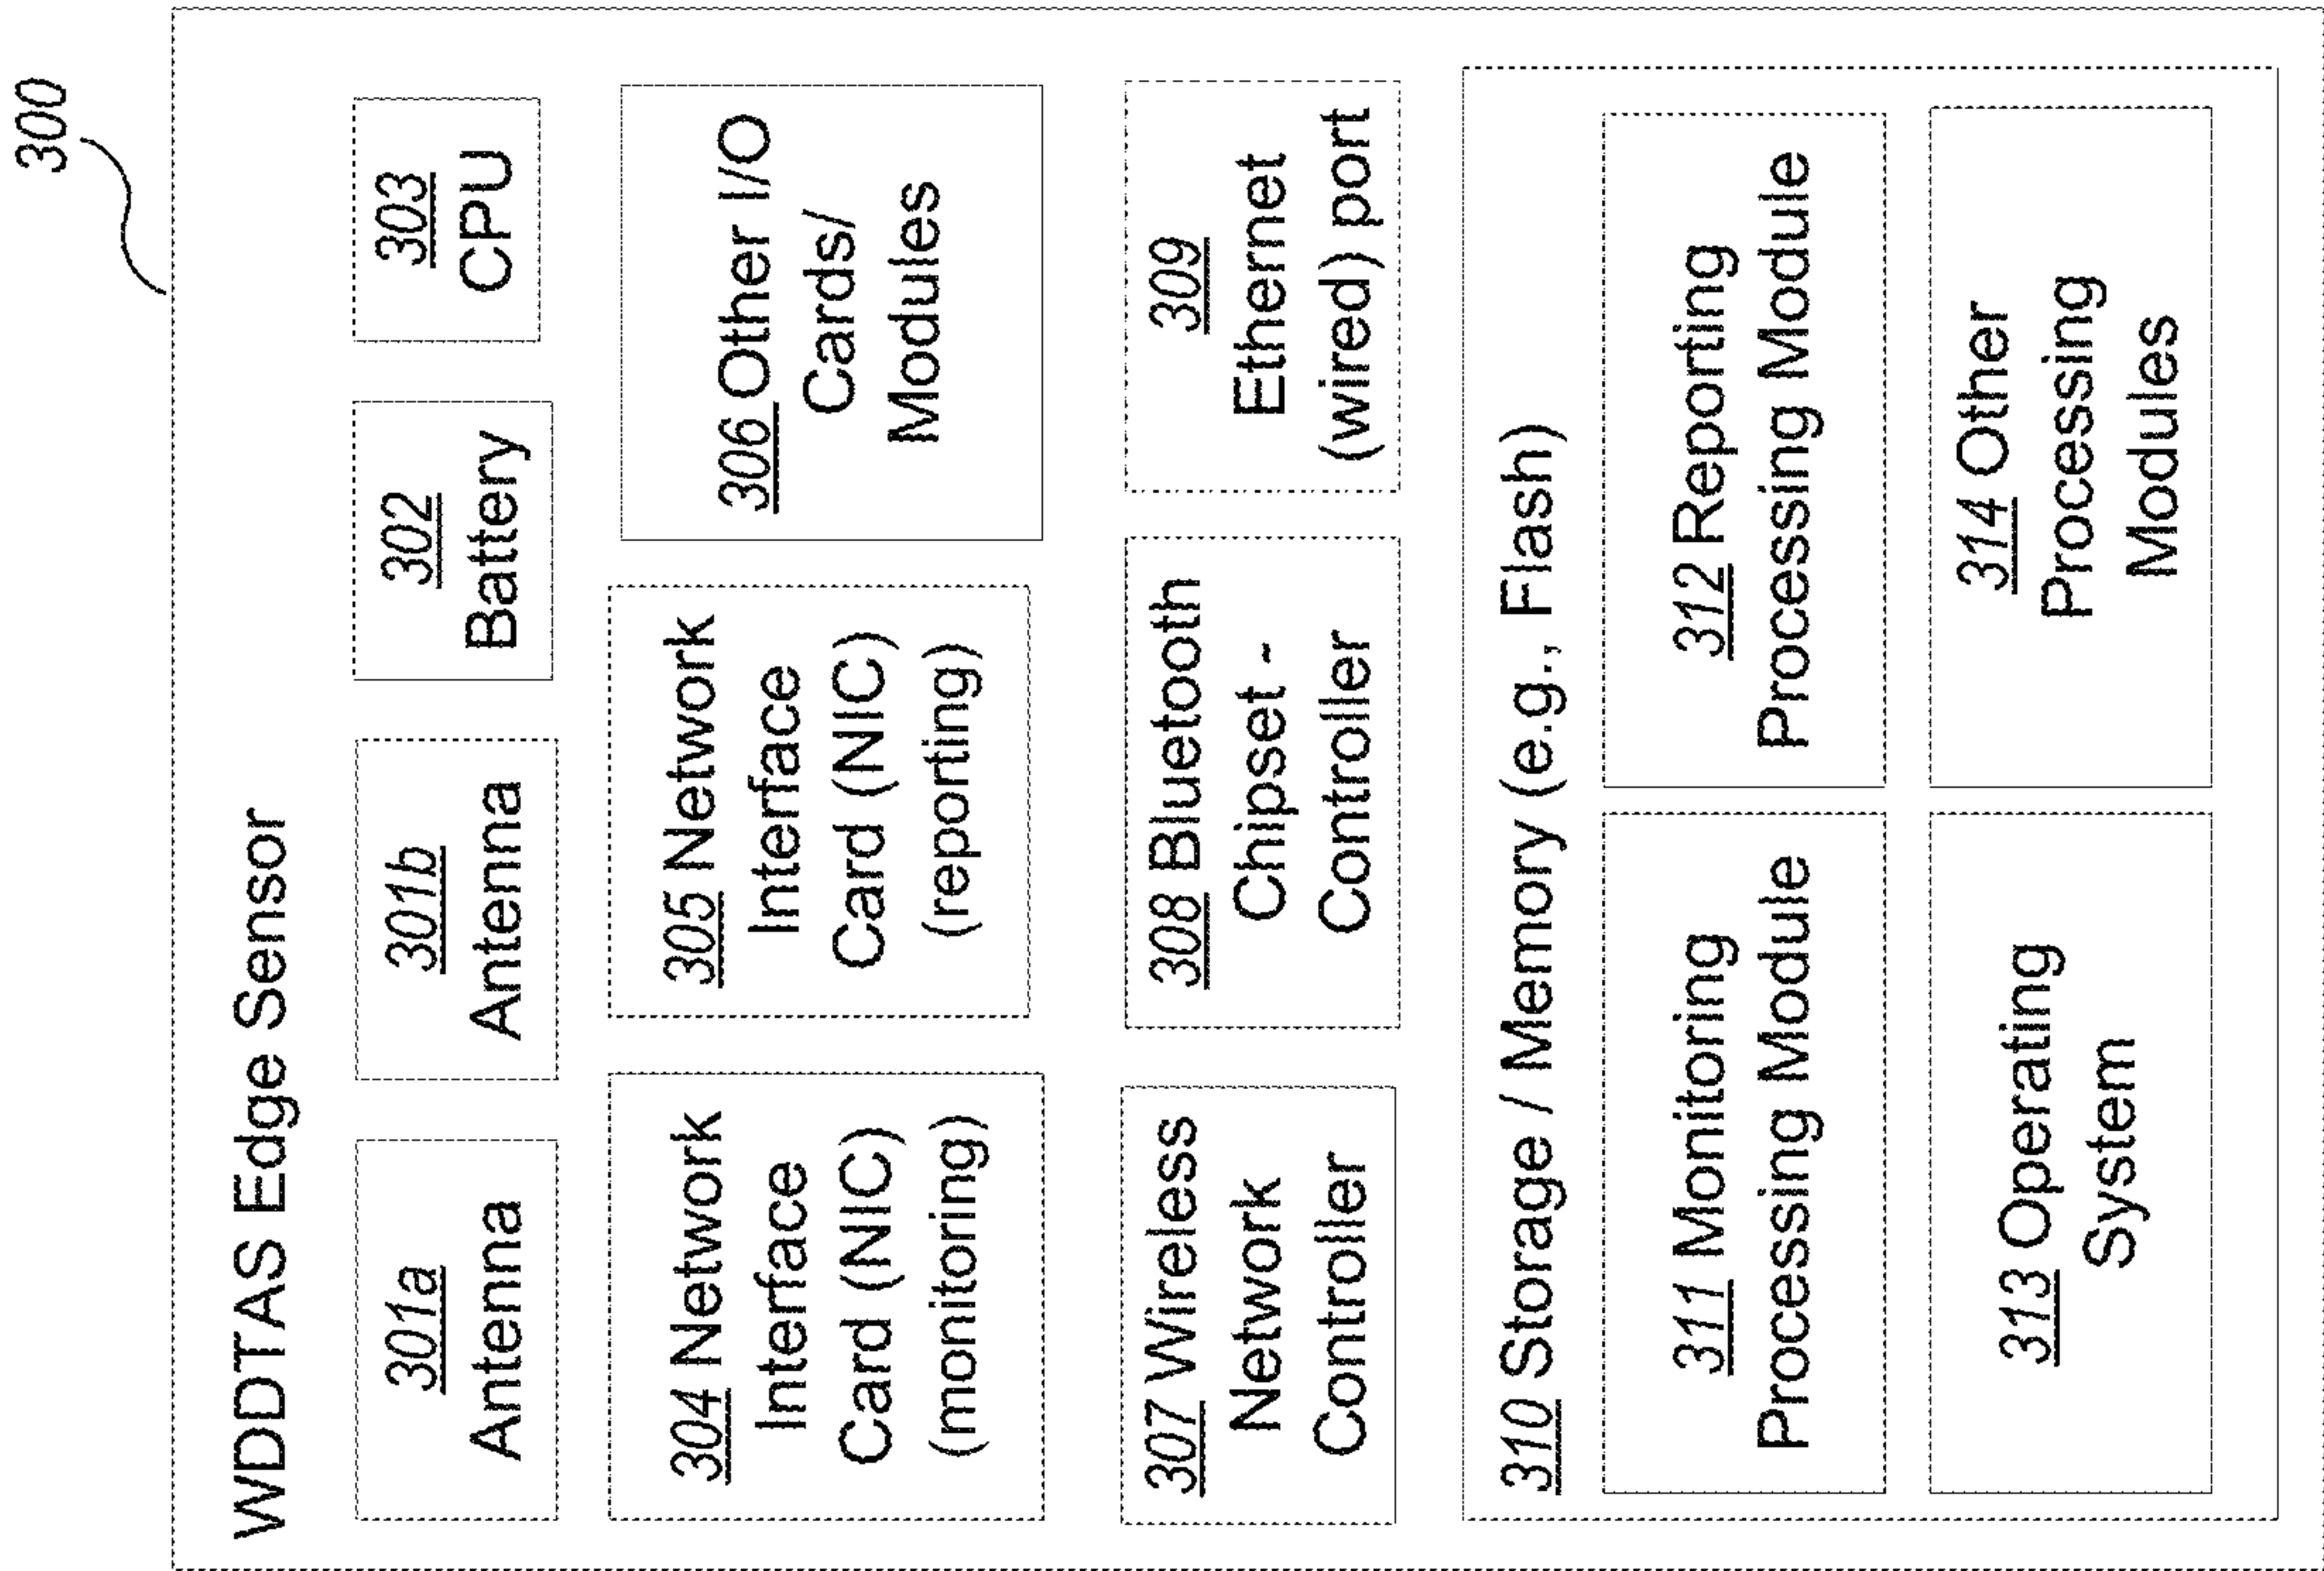 300
WDDTAS Edge Sensor
301a
Antenna
301b
Antenna
302
Battery
303
CPU
304 Network
Interface
Card (NIC)
(monitoring)
305 Network
Interface
Card (NIC)
(reporting)
306 Other I/O
Cards/
Modules
307 Wireless
Network
Controller
308 Bluetooth
Chipset -
Controller
309
Ethernet
(wired) port
310 Storage / Memory (e.g., Flash)
311 Monitoring
Processing Module
312 Reporting
Processing Module
313 Operating
System
314 Other
Processing
Modules